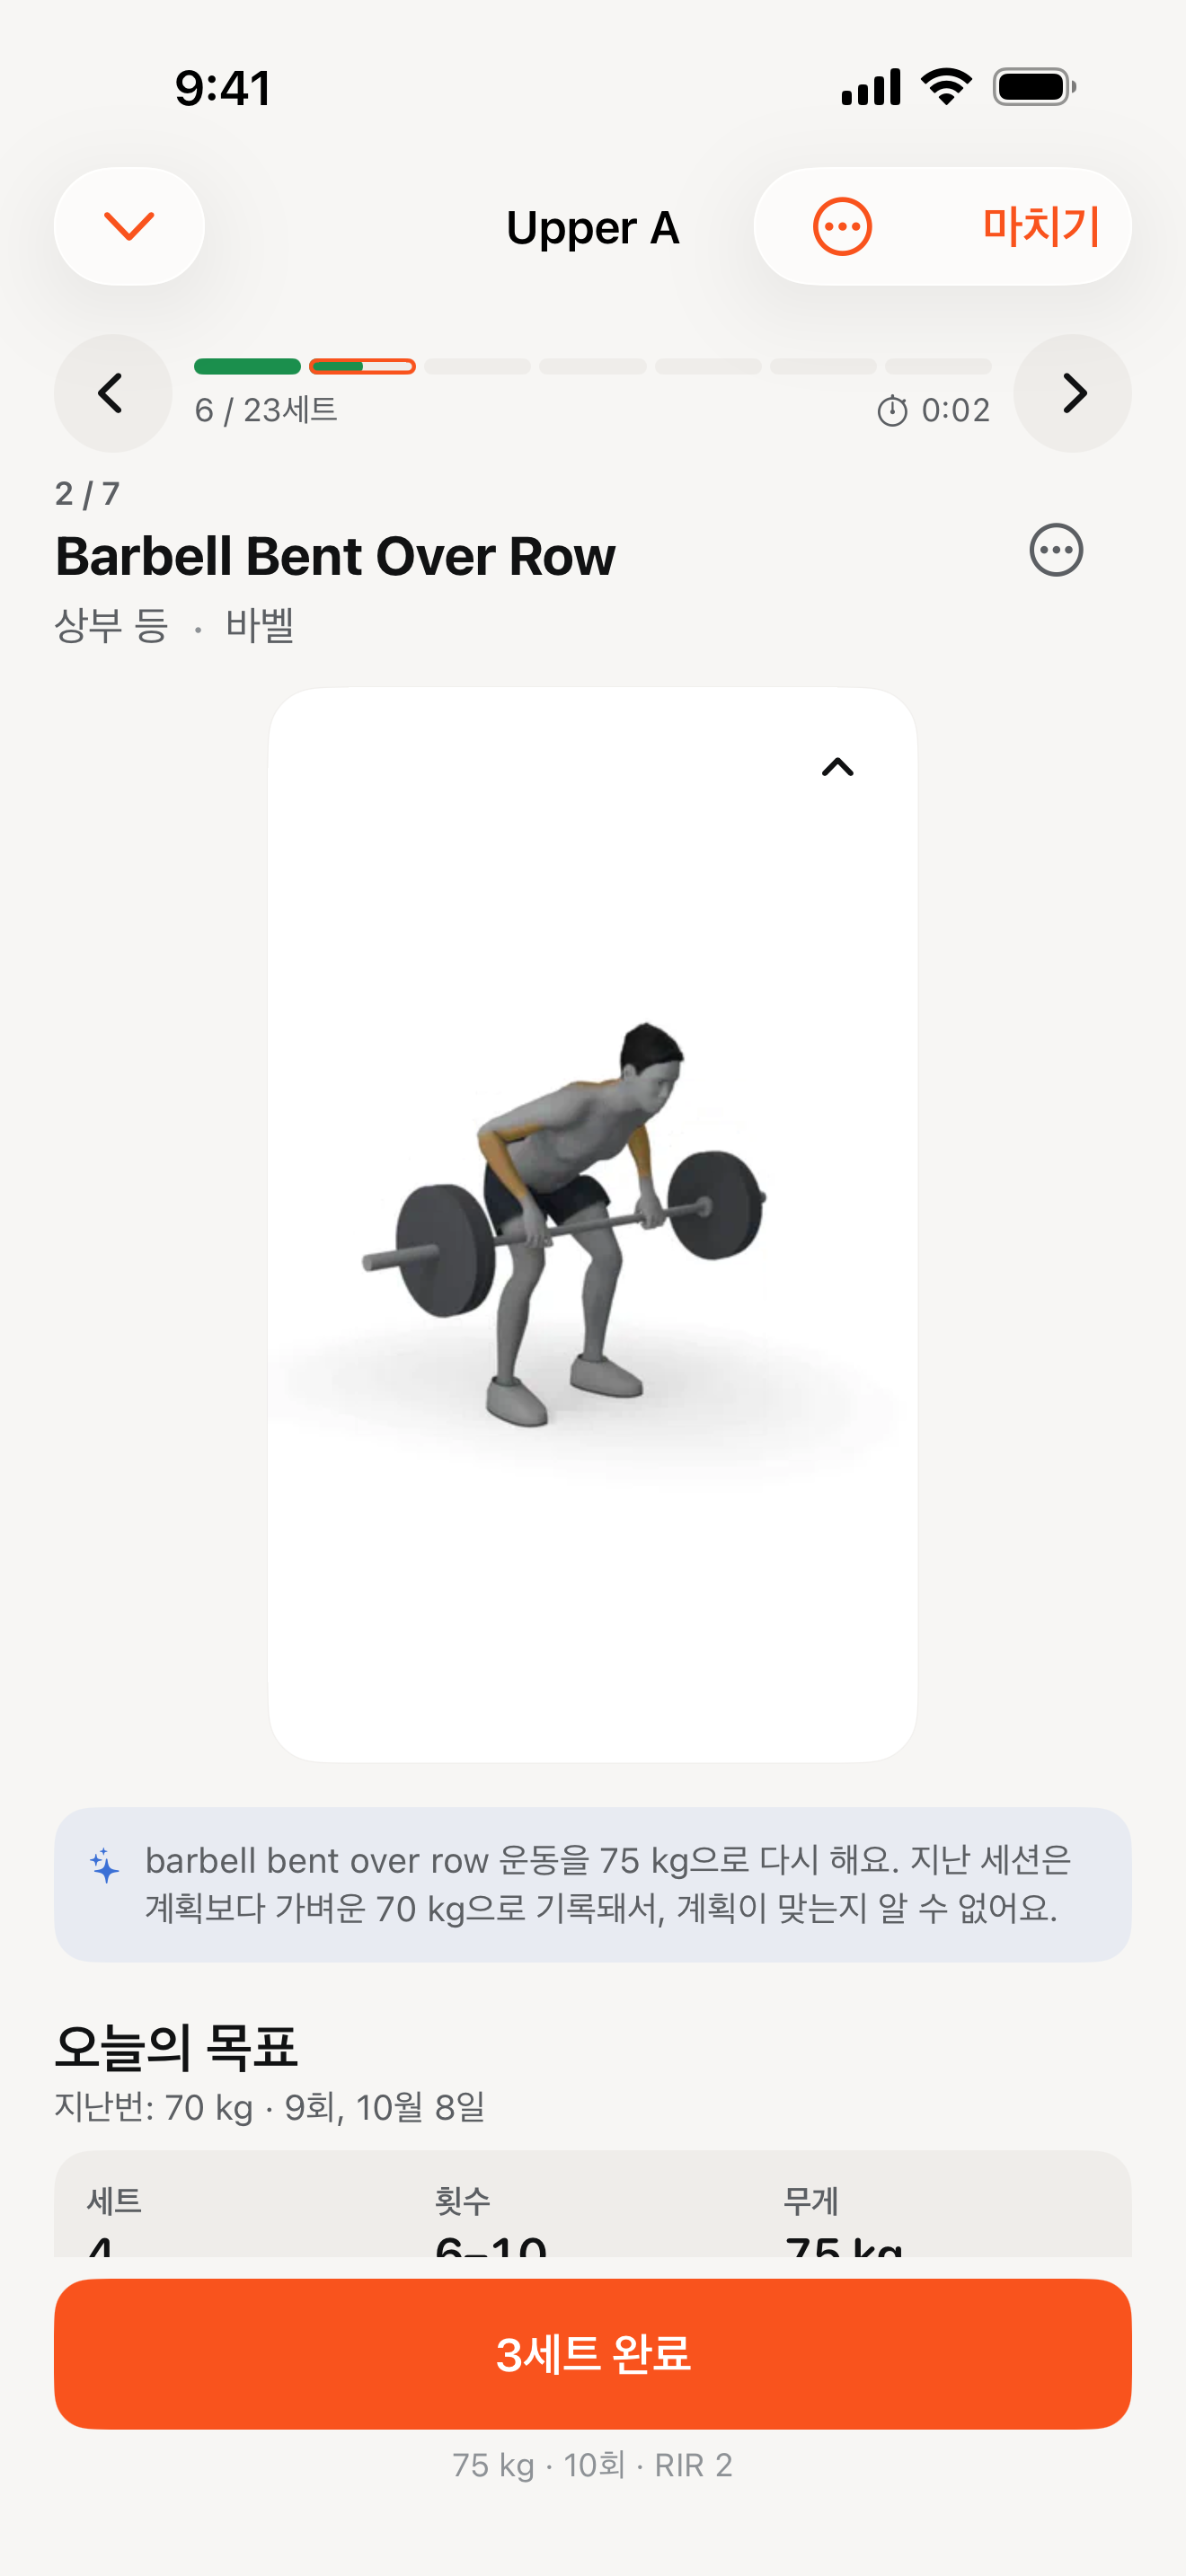 9:41
Upper A
마치기
6 / 23세트
0:02
2 / 7
Barbell Bent Over Row
상부 등 · 바벨
barbell bent over row 운동을 75 kg으로 다시 해요. 지난 세션은
계획보다 가벼운 70 kg으로 기록돼서, 계획이 맞는지 알 수 없어요.
오늘의 목표
지난번: 70 kg · 9회, 10월 8일
세트 횟수 무게
4 6–10 75 kg
3세트 완료
75 kg · 10회 · RIR 2